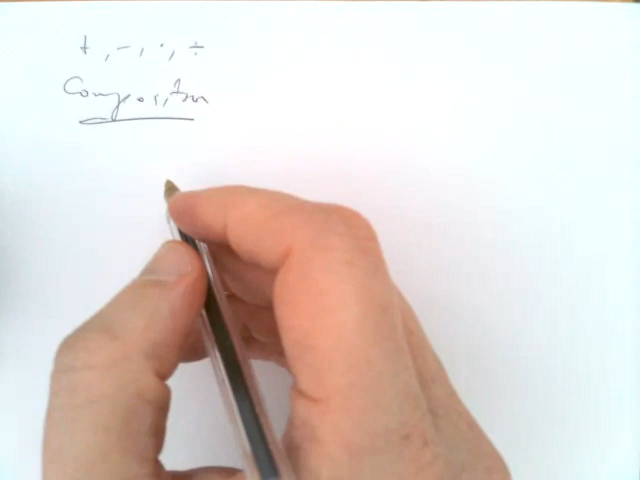 +, -, ·, ÷
Composition